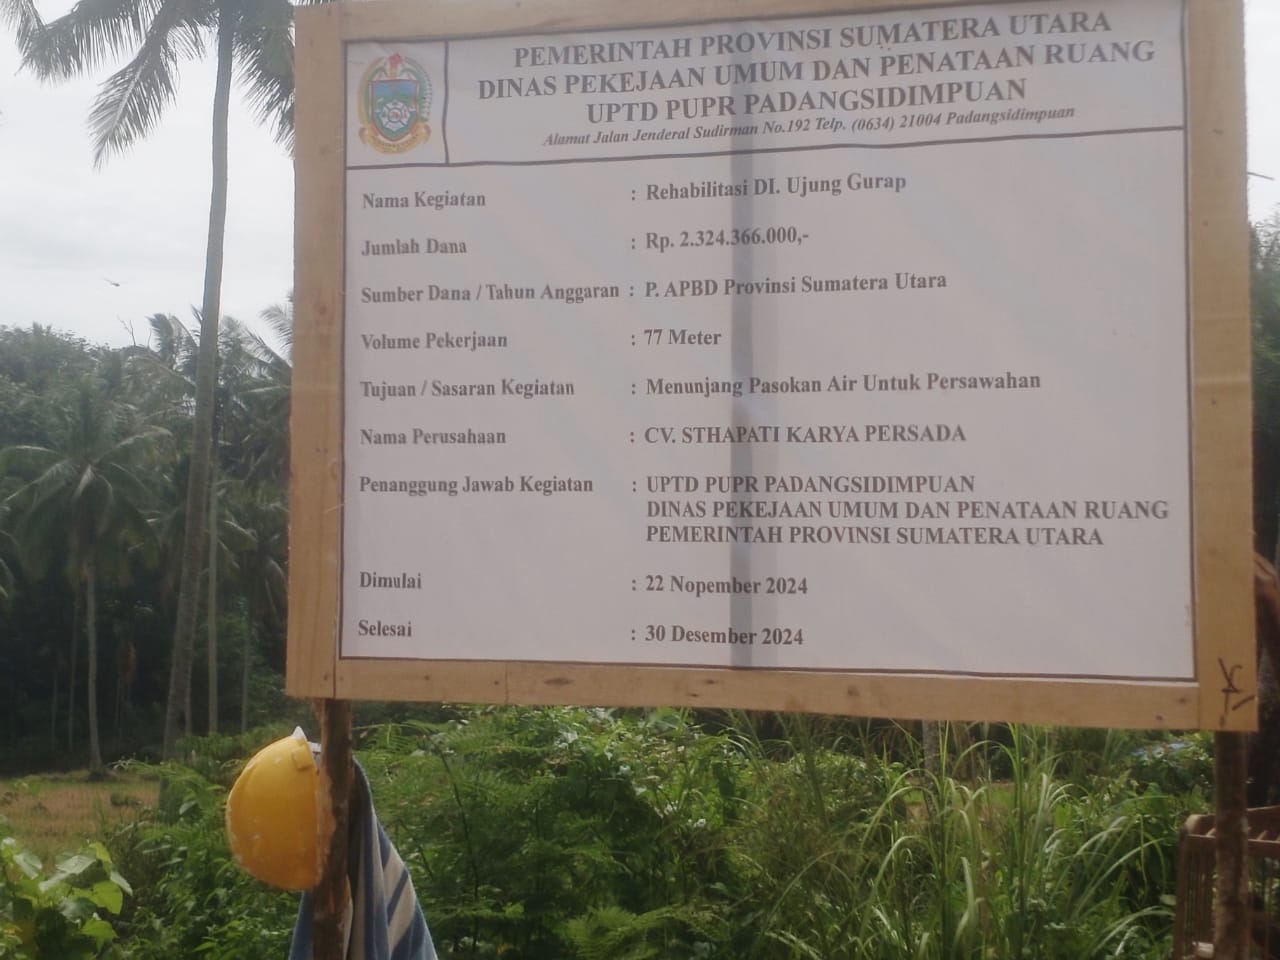 PEMERINTAH PROVINSI SUMATERA UTARA
DINAS PEKEJAAN UMUM DAN PENATAAN RUANG
UPTD PUPR PADANGSIDIMPUAN
Alamat Jalan Jenderal Sudirman No.192 Telp. (0634) 21004 Padangsidimpuan
Nama Kegiatan : Rehabilitasi DI. Ujung Gurap
Jumlah Dana : Rp. 2.324.366.000,-
Sumber Dana / Tahun Anggaran : P. APBD Provinsi Sumatera Utara
Volume Pekerjaan : 77 Meter
Tujuan / Sasaran Kegiatan : Menunjang Pasokan Air Untuk Persawahan
Nama Perusahaan : CV. STHAPATI KARYA PERSADA
Penanggung Jawab Kegiatan : UPTD PUPR PADANGSIDIMPUAN
DINAS PEKEJAAN UMUM DAN PENATAAN RUANG
PEMERINTAH PROVINSI SUMATERA UTARA
Dimulai : 22 Nopember 2024
Selesai : 30 Desember 2024